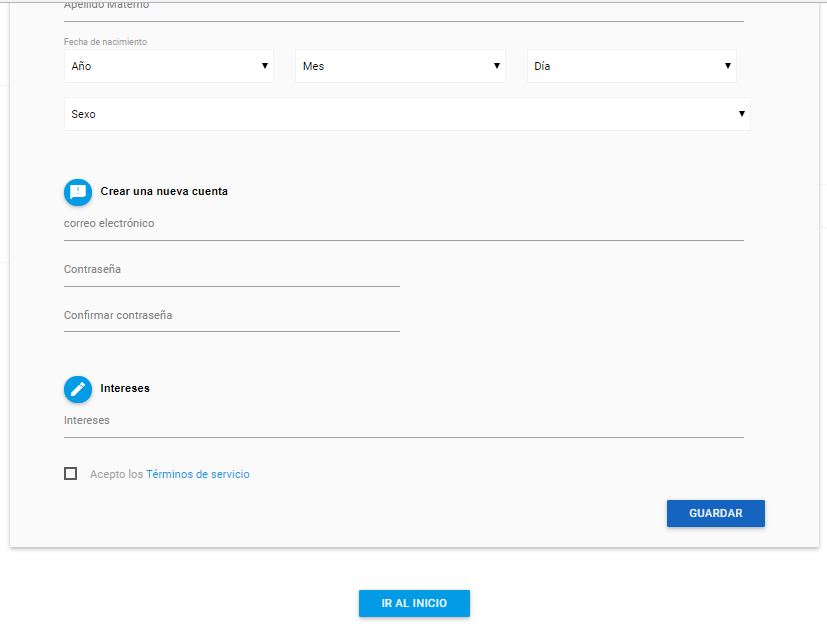 Apellido Materno
Fecha de nacimiento
Año Mes Día
Sexo
Crear una nueva cuenta
correo electrónico
Contraseña
Confirmar contraseña
Intereses
Intereses
Acepto los Términos de servicio
GUARDAR
IR AL INICIO